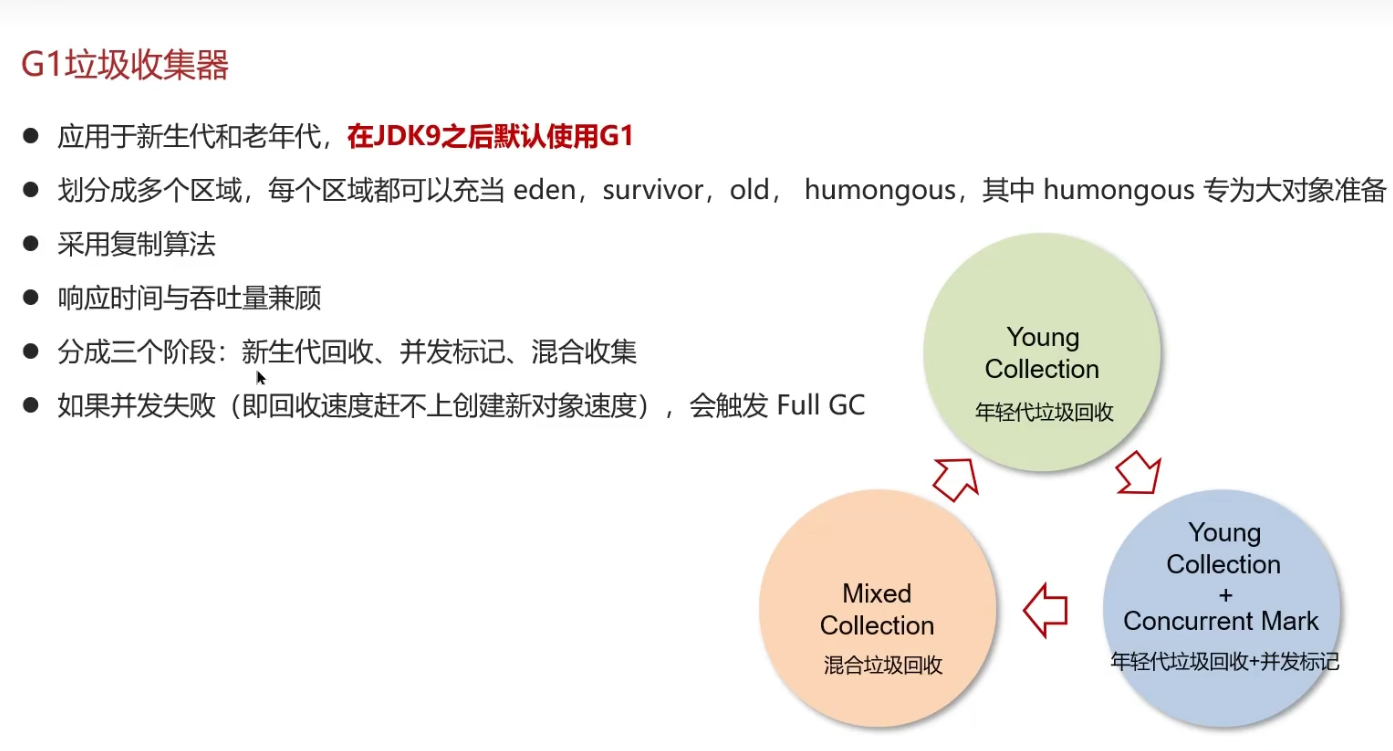 G1垃圾收集器
● 应用于新生代和老年代，在JDK9之后默认使用G1
● 划分成多个区域，每个区域都可以充当 eden，survivor，old， humongous，其中 humongous 专为大对象准备
● 采用复制算法
● 响应时间与吞吐量兼顾
● 分成三个阶段：新生代回收、并发标记、混合收集
● 如果并发失败（即回收速度赶不上创建新对象速度），会触发 Full GC
Young
Collection
年轻代垃圾回收
Young
Collection
+
Concurrent Mark
年轻代垃圾回收+并发标记
Mixed
Collection
混合垃圾回收